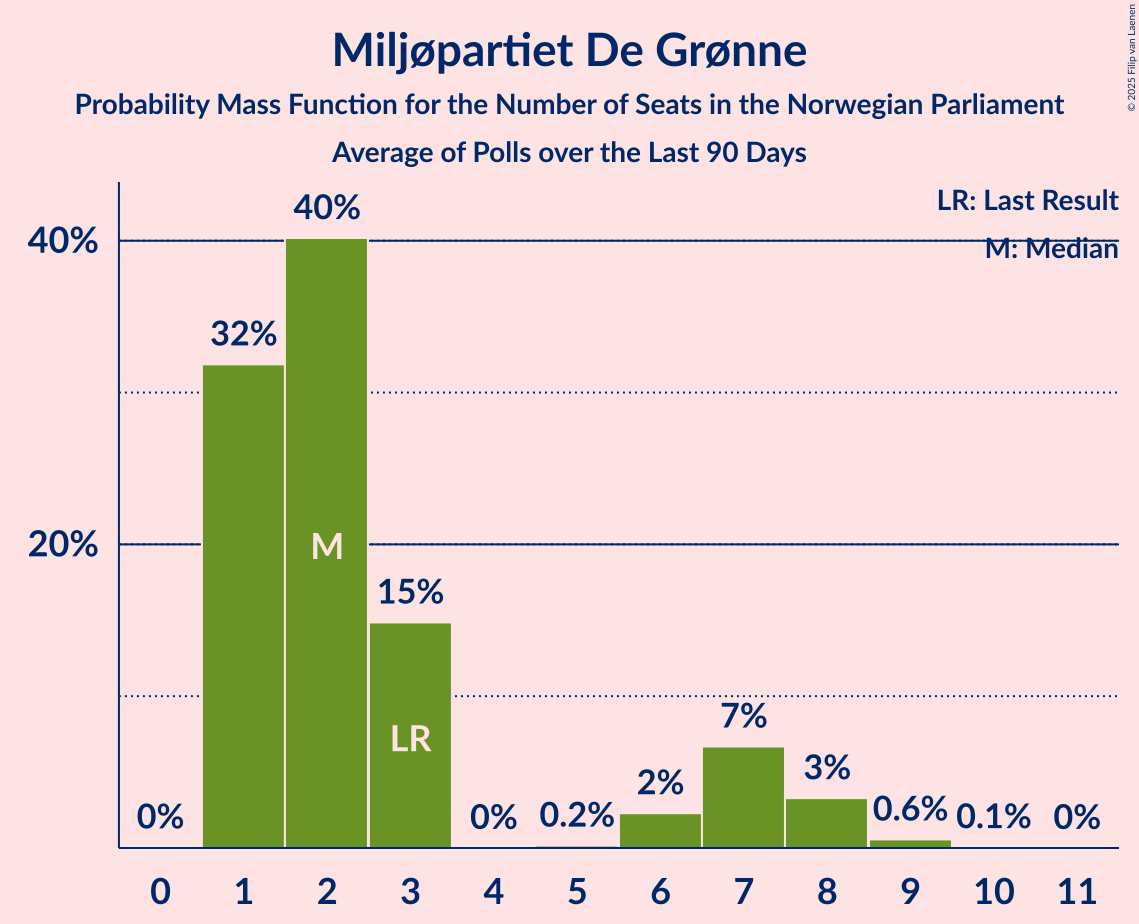 Miljøpartiet De Grønne
Probability Mass Function for the Number of Seats in the Norwegian Parliament
Average of Polls over the Last 90 Days
© 2025 Filip van Laenen
LR: Last Result
M: Median
40%
20%
0%
32%
40%
15%
0%
0.2%
2%
7%
3%
0.6%
0.1%
0%
M
LR
0 1 2 3 4 5 6 7 8 9 10 11